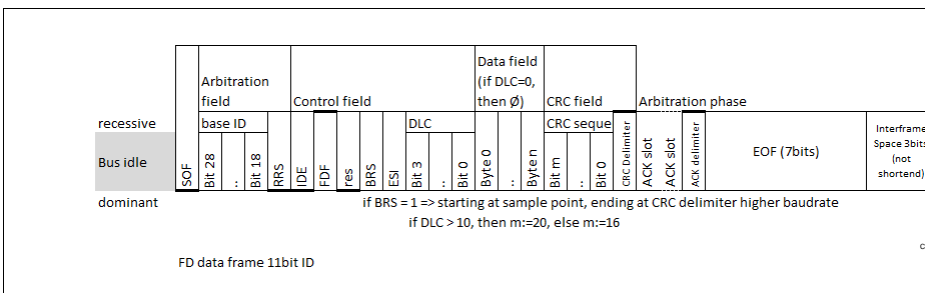 Data field
Arbitration (if DLC=0,
field Control field then Ø) CRC field Arbitration phase
recessive base ID DLC CRC seque
Bus idle SOF Bit 28 : Bit 18 RRS IDE FDF res BRS ESI Bit 3 : Bit 0 Byte 0 : Byte n Bit m : Bit 0 CRC Delimiter ACK slot ACK slot ACK delimiter EOF (7bits)
Interframe
Space 3bits
(not
shortend)
dominant if BRS = 1 => starting at sample point, ending at CRC delimiter higher baudrate
if DLC > 10, then m:=20, else m:=16
c
FD data frame 11bit ID